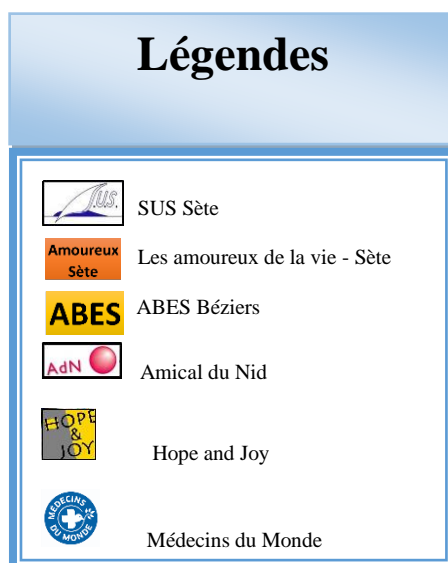 Légendes
S.U.S. SUS Sète
Amoureux
Sète
Les amoureux de la vie - Sète
ABES ABES Béziers
AdN Amical du Nid
HOPE
&
JOY
Hope and Joy
MÉDECINS
DU MONDE
Médecins du Monde